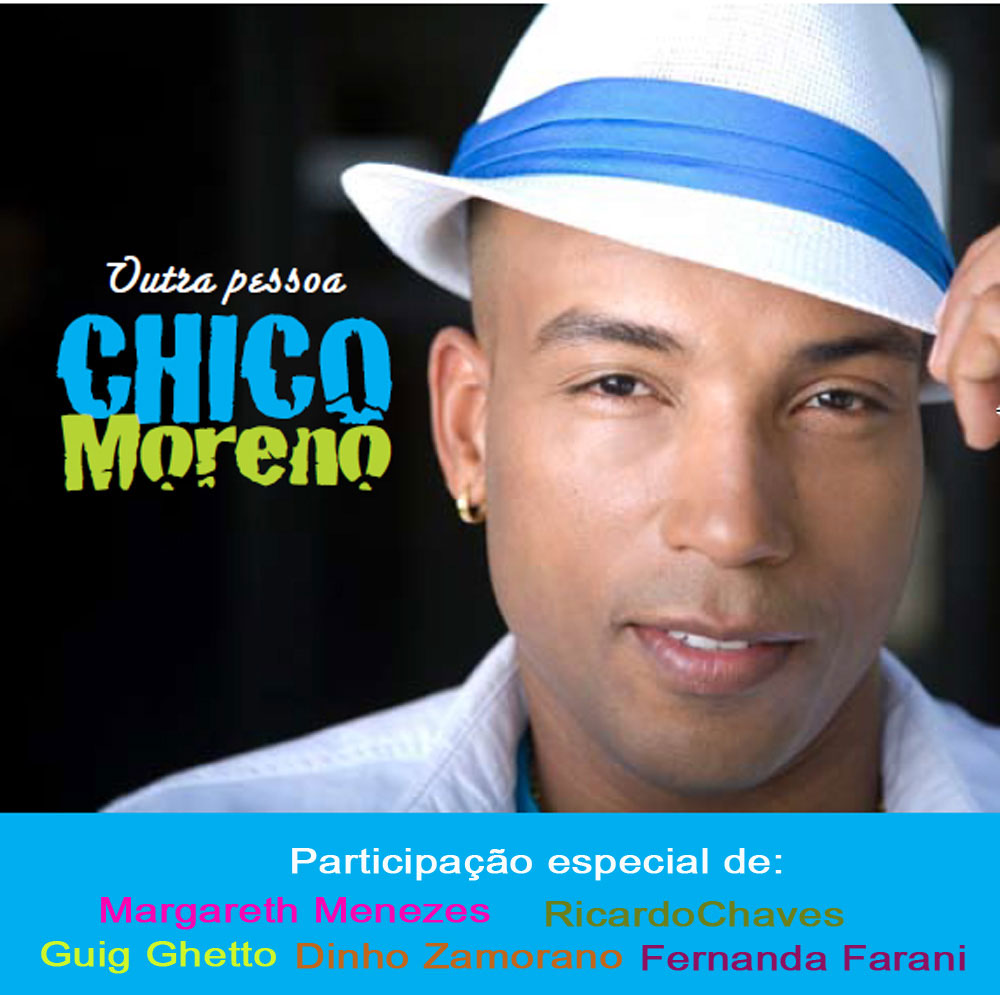 Outra pessoa
CHICO
Moreno
Participação especial de:
Margareth Menezes RicardoChaves
Guig Ghetto Dinho Zamorano Fernanda Farani